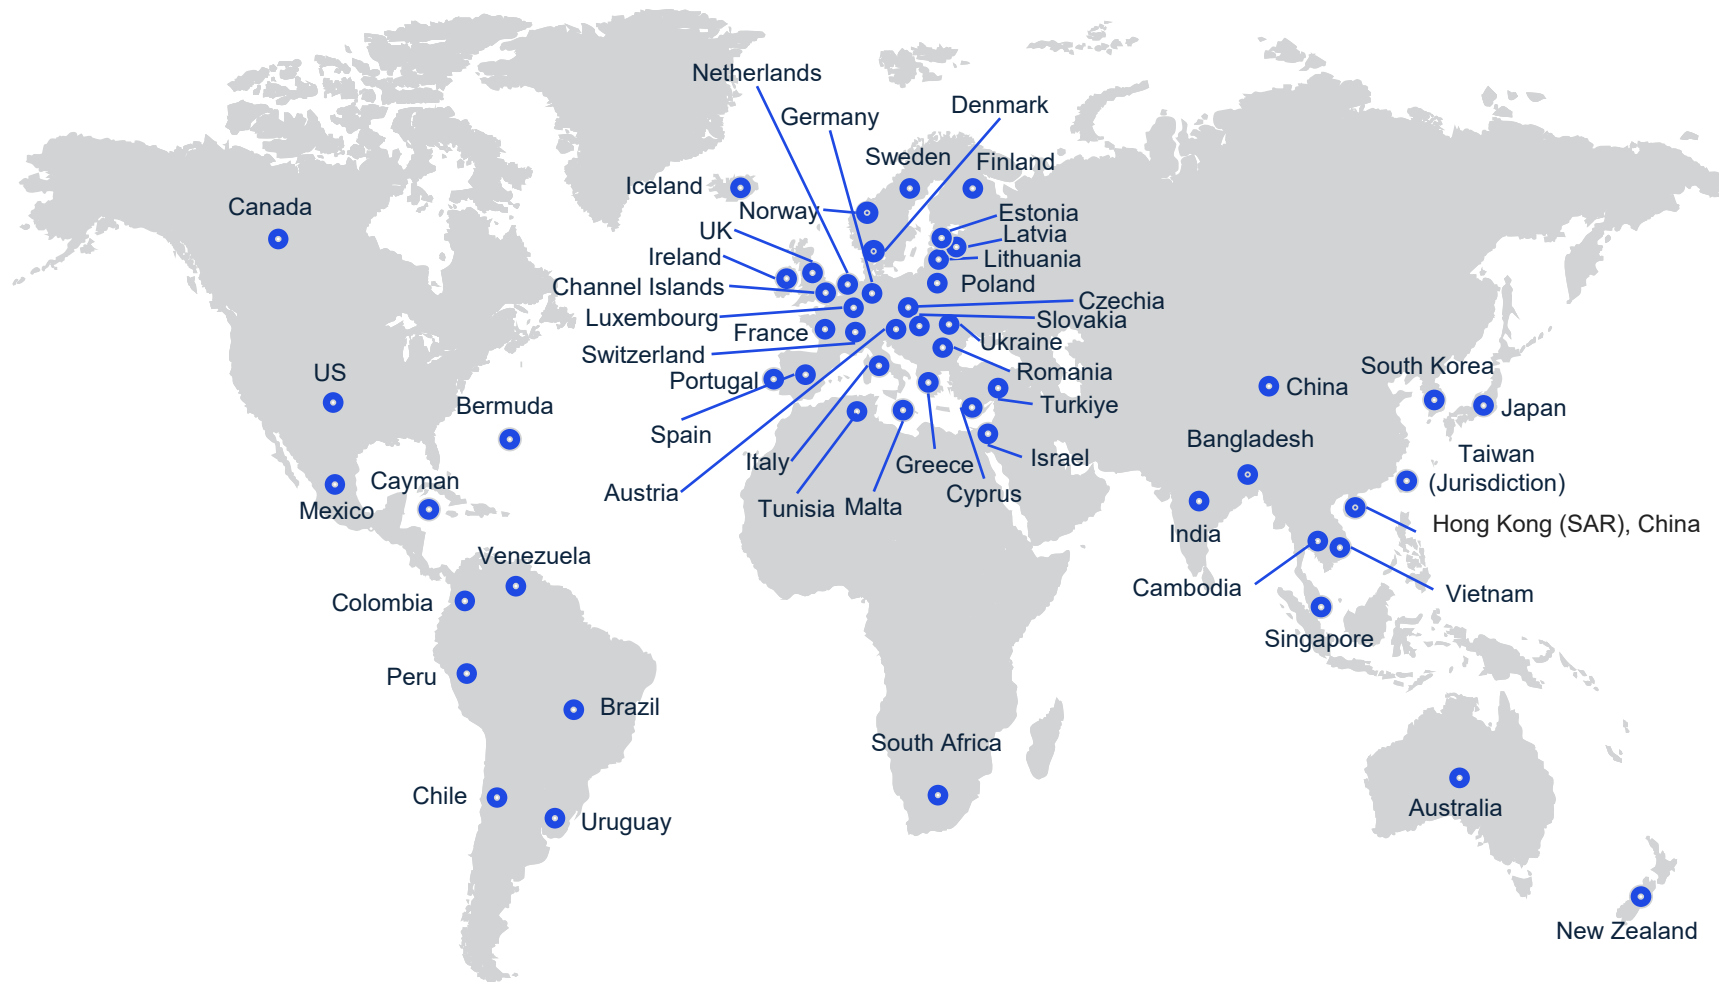 Netherlands
Denmark
Germany
Sweden
Finland
Iceland
Canada
Norway
Estonia
UK
Latvia
Ireland
Lithuania
Channel Islands
Poland
Czechia
Luxembourg
Slovakia
France
Ukraine
Switzerland
South Korea
US
Romania
Portugal
China
Bermuda
Turkiye
Japan
Spain
Bangladesh
Taiwan
(Jurisdiction)
Italy
Greece
Israel
Cayman
Austria
Cyprus
Mexico
Tunisia
Malta
Hong Kong (SAR), China
India
Venezuela
Cambodia
Vietnam
Colombia
Singapore
Peru
Brazil
South Africa
Chile
Australia
Uruguay
New Zealand